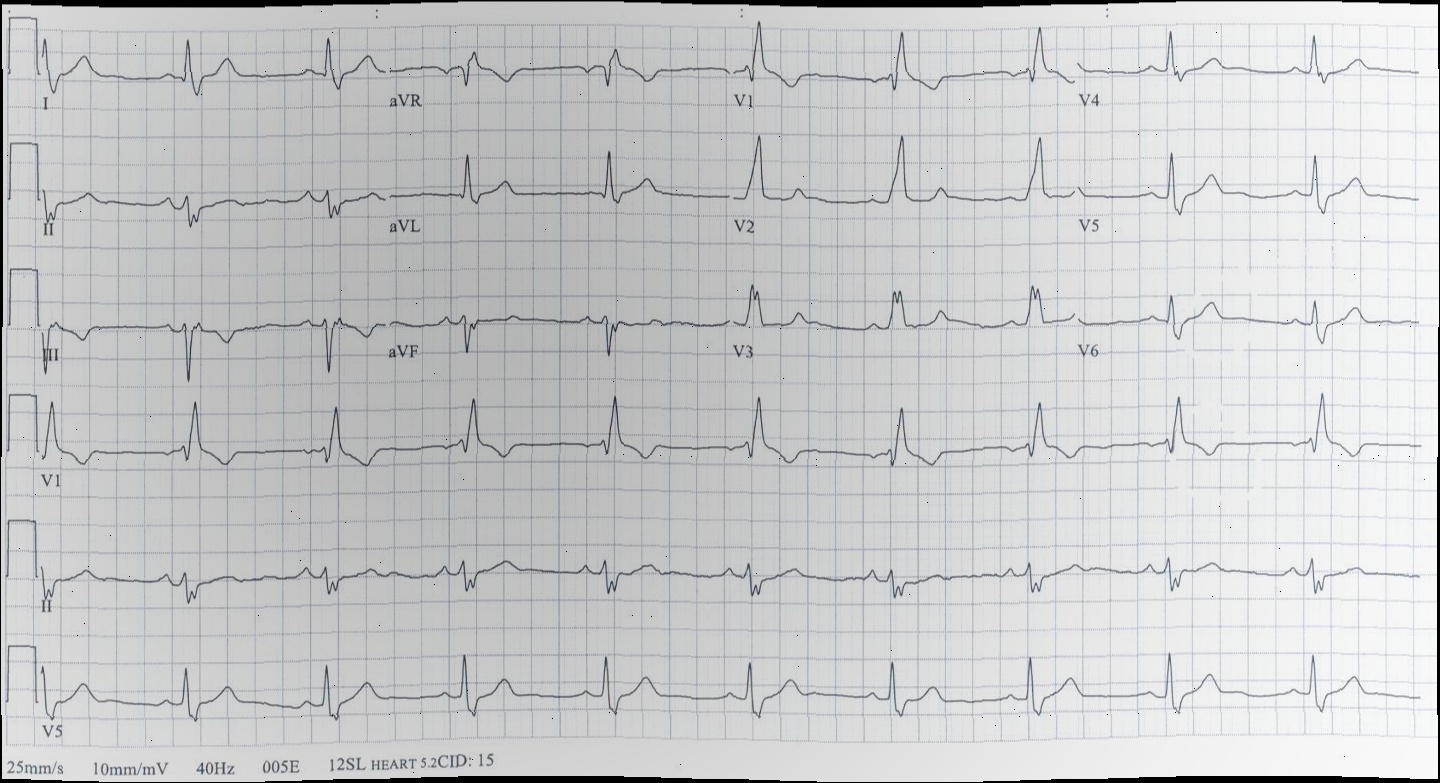 I aVR V1 V4
II aVL V2 V5
III aVF V3 V6
V1
II
V5
25mm/s 10mm/mV 40Hz 005E 12SL HEART 5.2CID: 15